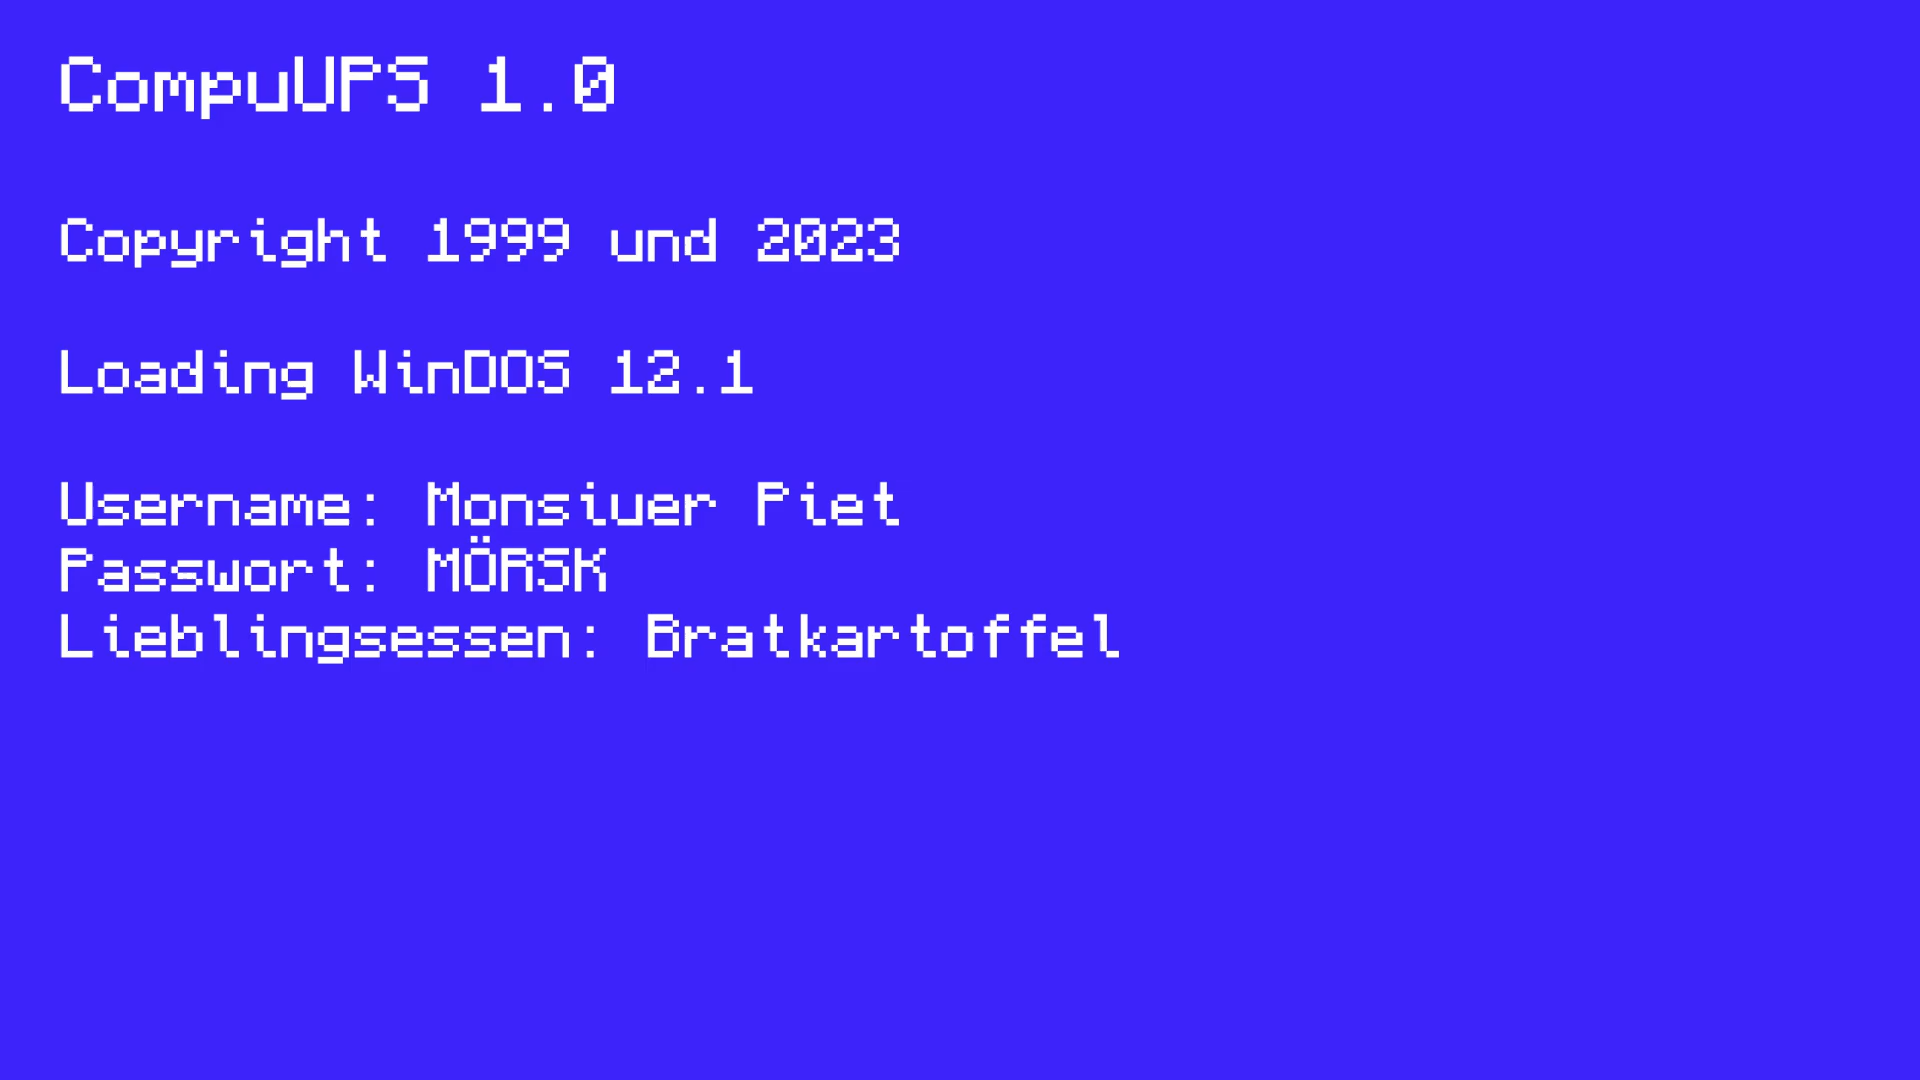 CompuUPS 1.0
Copyright 1999 und 2023
Loading WinDOS 12.1
Username: Monsiuer Piet
Passwort: MÖRSK
Lieblingsessen: Bratkartoffel